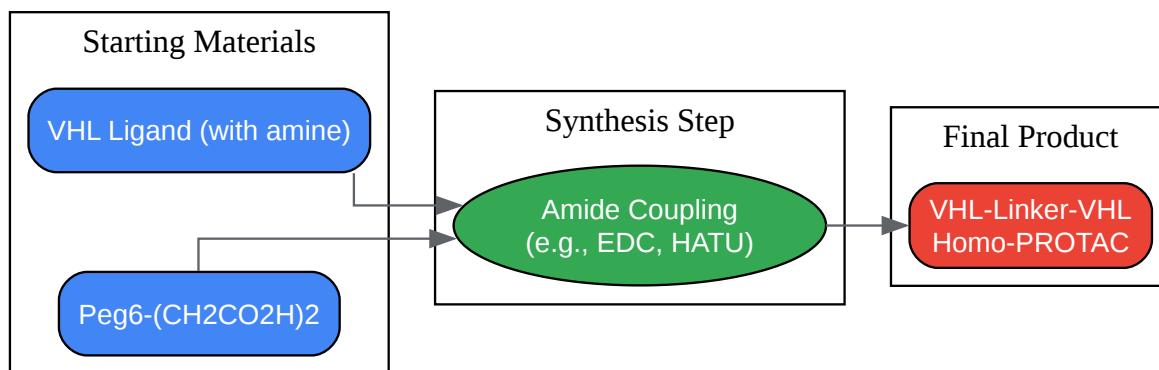 Starting Materials
VHL Ligand (with amine)
Peg6-(CH2CO2H)2
Synthesis Step
Amide Coupling
(e.g., EDC, HATU)
Final Product
VHL-Linker-VHL
Homo-PROTAC